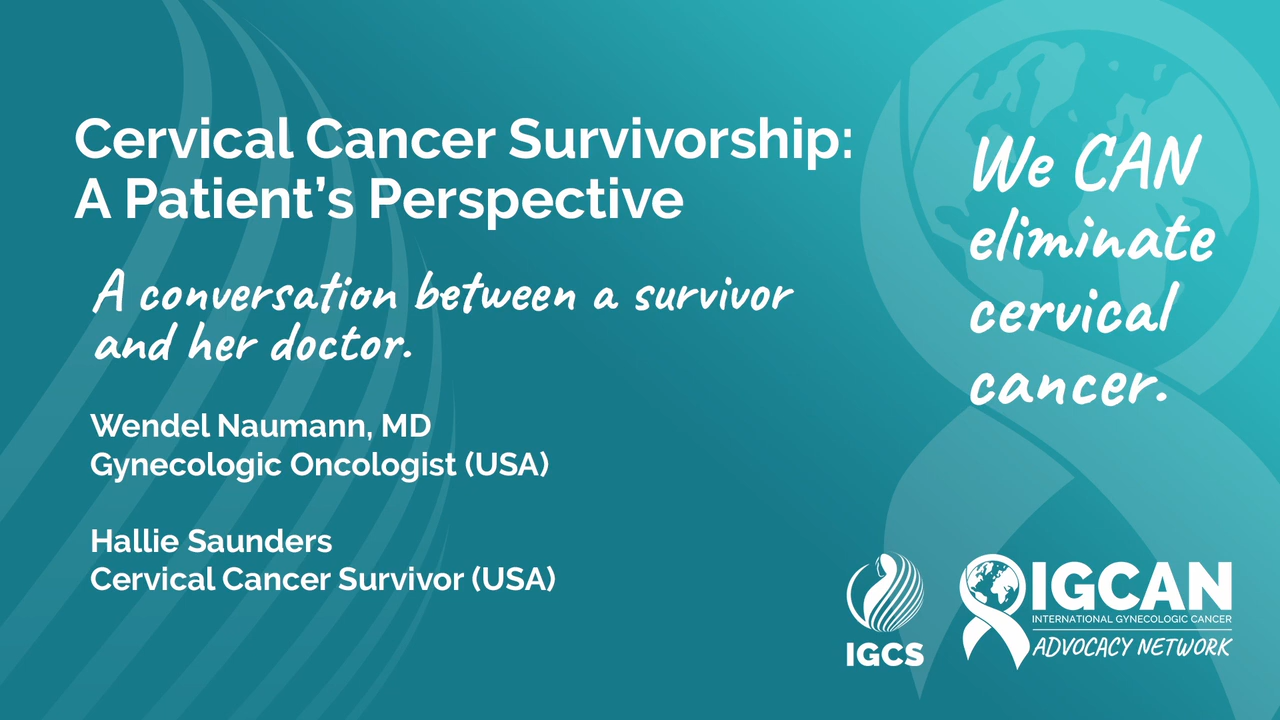 Cervical Cancer Survivorship:
A Patient’s Perspective
A conversation between a survivor
and her doctor.
Wendel Naumann, MD
Gynecologic Oncologist (USA)
Hallie Saunders
Cervical Cancer Survivor (USA)
We CAN
eliminate
cervical
cancer.
IGCS
IGCAN
INTERNATIONAL GYNECOLOGIC CANCER
ADVOCACY NETWORK